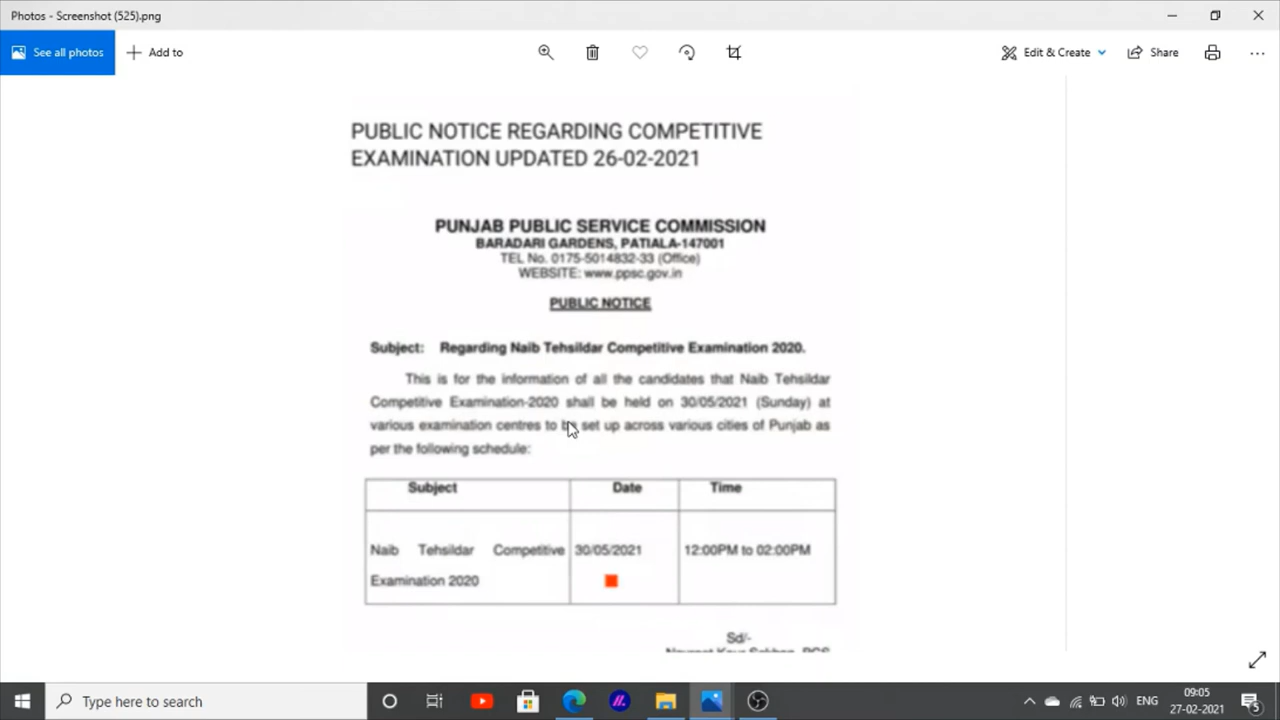 Photos - Screenshot (525).png
See all photos
Add to
Edit & Create
Share
PUBLIC NOTICE REGARDING COMPETITIVE
EXAMINATION UPDATED 26-02-2021
PUNJAB PUBLIC SERVICE COMMISSION
BARADARI GARDENS, PATIALA-147001
TEL No. 0175-5014832-33 (Office)
WEBSITE: www.ppsc.gov.in
PUBLIC NOTICE
Subject: Regarding Naib Tehsildar Competitive Examination 2020.
This is for the information of all the candidates that Naib Tehsildar
Competitive Examination-2020 shall be held on 30/05/2021 (Sunday) at
various examination centres to be set up across various cities of Punjab as
per the following schedule:
Subject Date Time
Naib Tehsildar Competitive 30/05/2021 12:00PM to 02:00PM
Examination 2020
Sd/-
Type here to search
ENG
09:05
27-02-2021
5